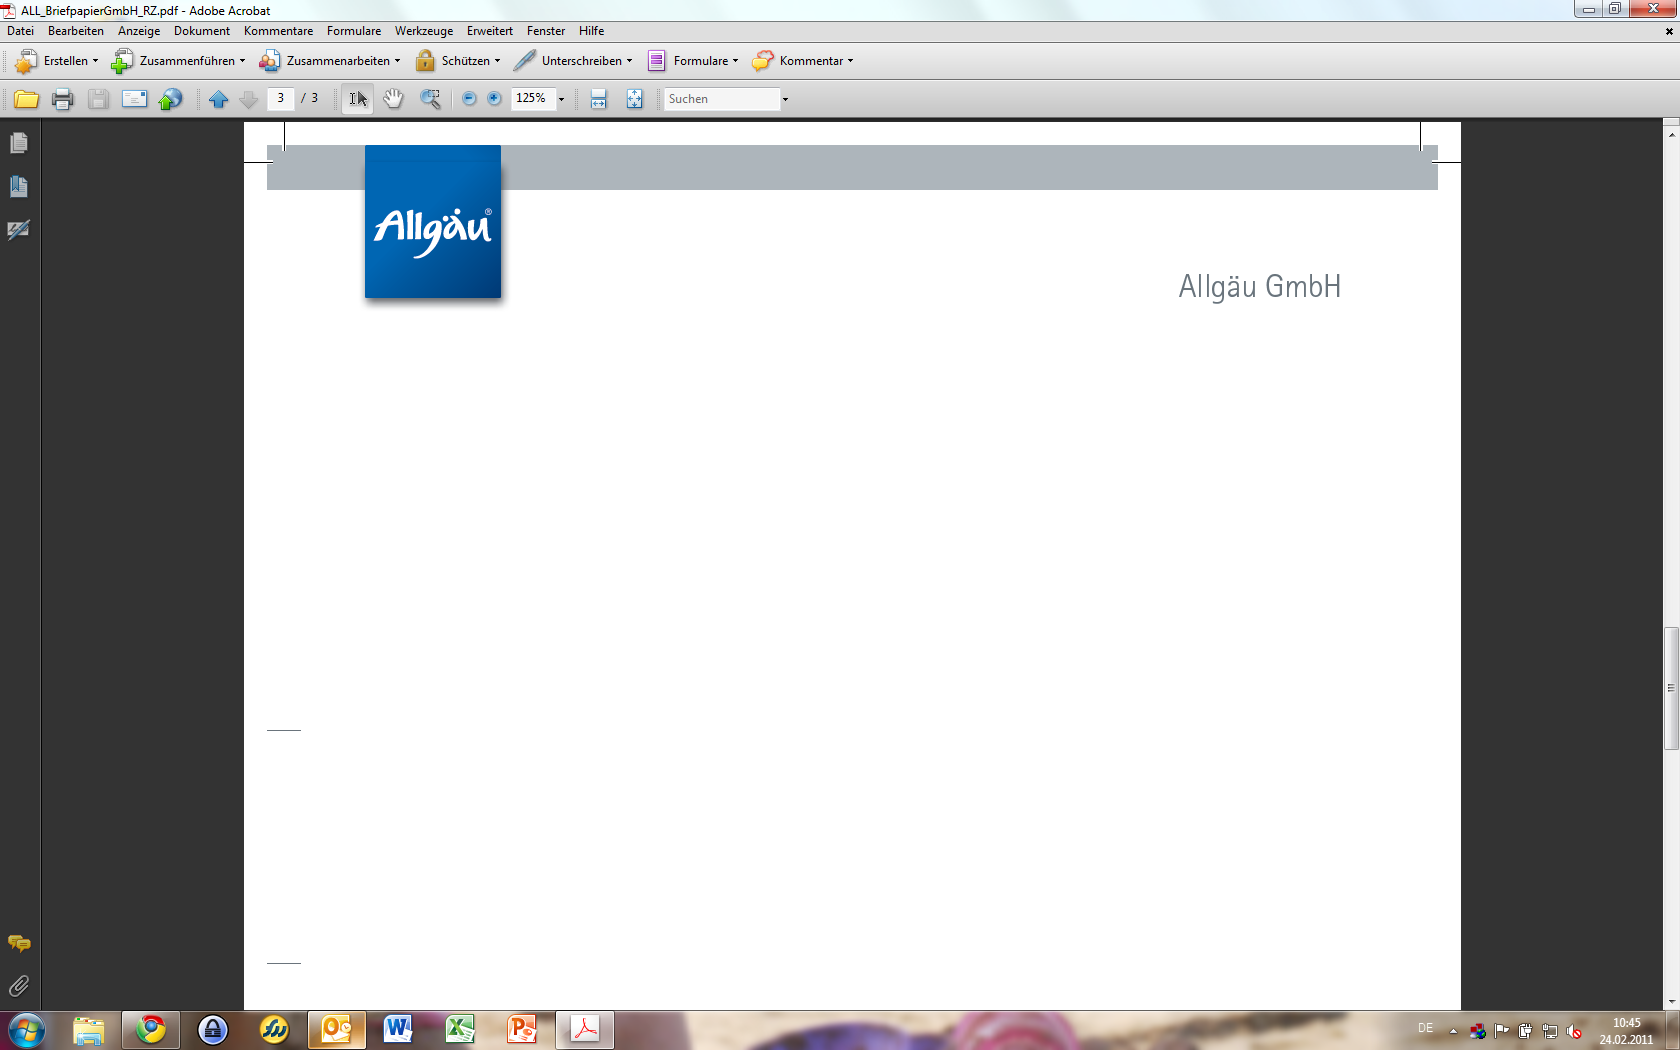 ALL_BriefpapierGmbH_RZ.pdf - Adobe Acrobat
Datei Bearbeiten Anzeige Dokument Kommentare Formulare Werkzeuge Erweitert Fenster Hilfe
Erstellen Zusammenführen Zusammenarbeiten Schützen Unterschreiben Formulare Kommentar
3 / 3 125% Suchen
Allgäu®
Allgäu GmbH
DE 10:45
24.02.2011